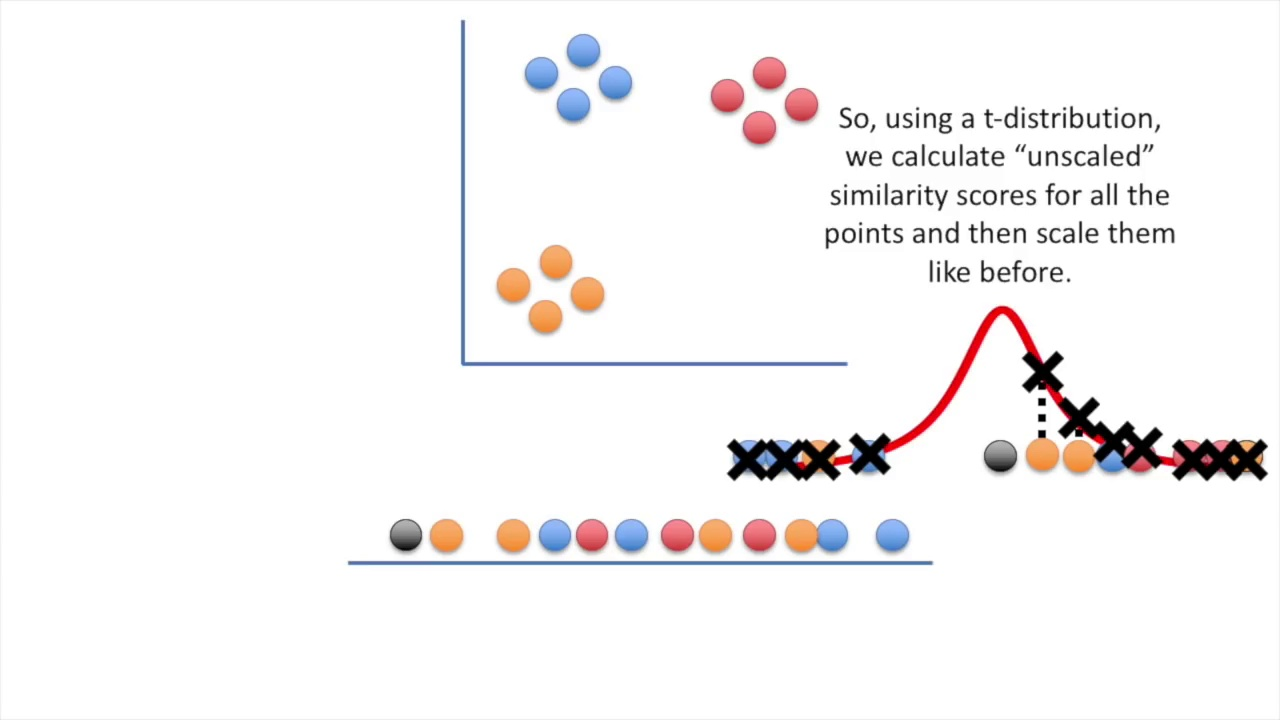 So, using a t-distribution,
we calculate “unscaled”
similarity scores for all the
points and then scale them
like before.